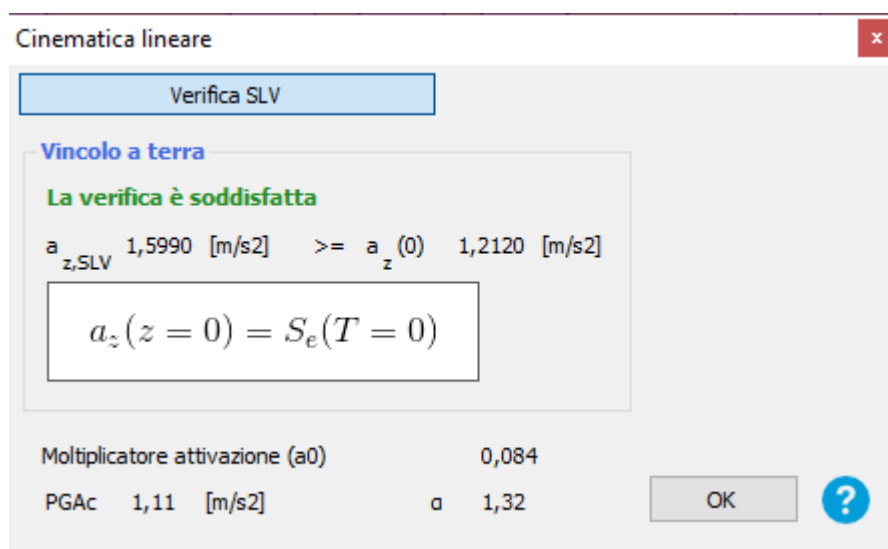 Cinematica lineare x
Verifica SLV
Vincolo a terra
La verifica è soddisfatta
a z,SLV 1,5990 [m/s2] >= a z (0) 1,2120 [m/s2]
a_z(z = 0) = S_e(T = 0)
Moltiplicatore attivazione (a0) 0,084
PGAc 1,11 [m/s2] α 1,32 OK ?